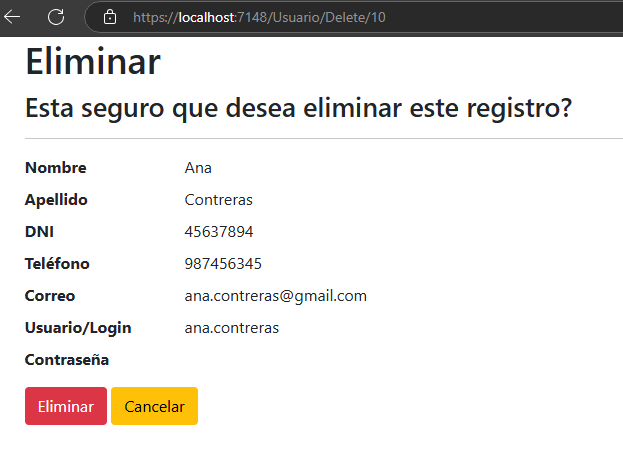 https://localhost:7148/Usuario/Delete/10
Eliminar
Esta seguro que desea eliminar este registro?
Nombre Ana
Apellido Contreras
DNI 45637894
Teléfono 987456345
Correo ana.contreras@gmail.com
Usuario/Login ana.contreras
Contraseña
Eliminar Cancelar